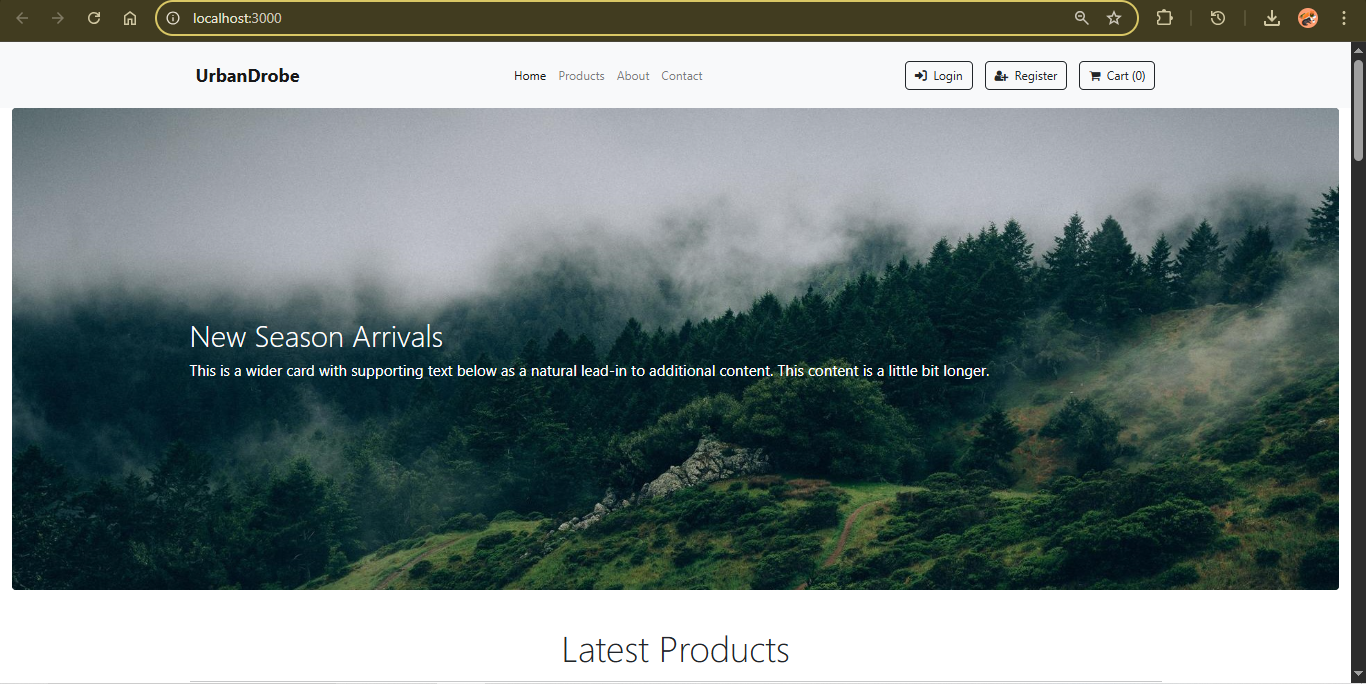 localhost:3000
UrbanDrobe
Home Products About Contact
Login Register Cart (0)
New Season Arrivals
This is a wider card with supporting text below as a natural lead-in to additional content. This content is a little bit longer.
Latest Products